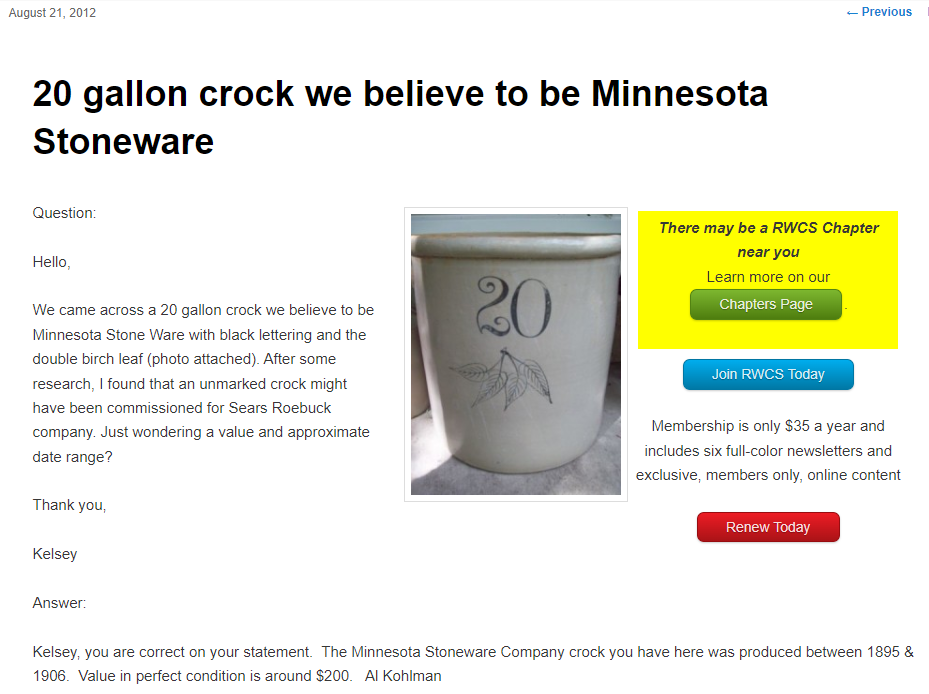 August 21, 2012
← Previous
20 gallon crock we believe to be Minnesota
Stoneware
Question:
Hello,
We came across a 20 gallon crock we believe to be
Minnesota Stone Ware with black lettering and the
double birch leaf (photo attached). After some
research, I found that an unmarked crock might
have been commissioned for Sears Roebuck
company. Just wondering a value and approximate
date range?
Thank you,
Kelsey
20
There may be a RWCS Chapter
near you
Learn more on our
Chapters Page .
Join RWCS Today
Membership is only $35 a year and
includes six full-color newsletters and
exclusive, members only, online content
Renew Today
Answer:
Kelsey, you are correct on your statement.  The Minnesota Stoneware Company crock you have here was produced between 1895 &
1906.  Value in perfect condition is around $200.   Al Kohlman